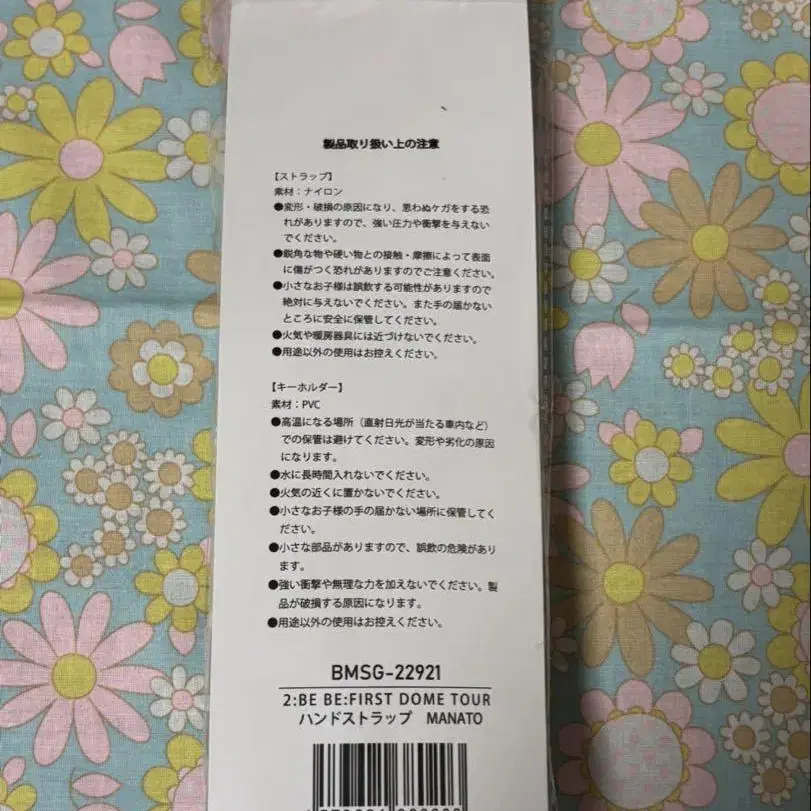 製品取り扱い上の注意
【ストラップ】
素材：ナイロン
●変形・破損の原因になり、思わぬケガをする恐
れがありますので、強い圧力や衝撃を与えない
でください。
●鋭角な物や硬い物との接触・摩擦によって表面
に傷がつく恐れがありますのでご注意ください。
●小さなお子様は誤飲する可能性がありますので
絶対に与えないでください。また手の届かない
ところに安全に保管してください。
●火気や暖房器具には近づけないでください。
●用途以外の使用はお控えください。
【キーホルダー】
素材：PVC
●高温になる場所（直射日光が当たる車内など）
での保管は避けてください。変形や劣化の原因
になります。
●水に長時間入れないでください。
●火気の近くに置かないでください。
●小さなお子様の手の届かない場所に保管してく
ださい。
●小さな部品がありますので、誤飲の危険があり
ます。
●強い衝撃や無理な力を加えないでください。製
品が破損する原因になります。
●用途以外の使用はお控えください。
BMSG-22921
2:BE BE:FIRST DOME TOUR
ハンドストラップ MANATO